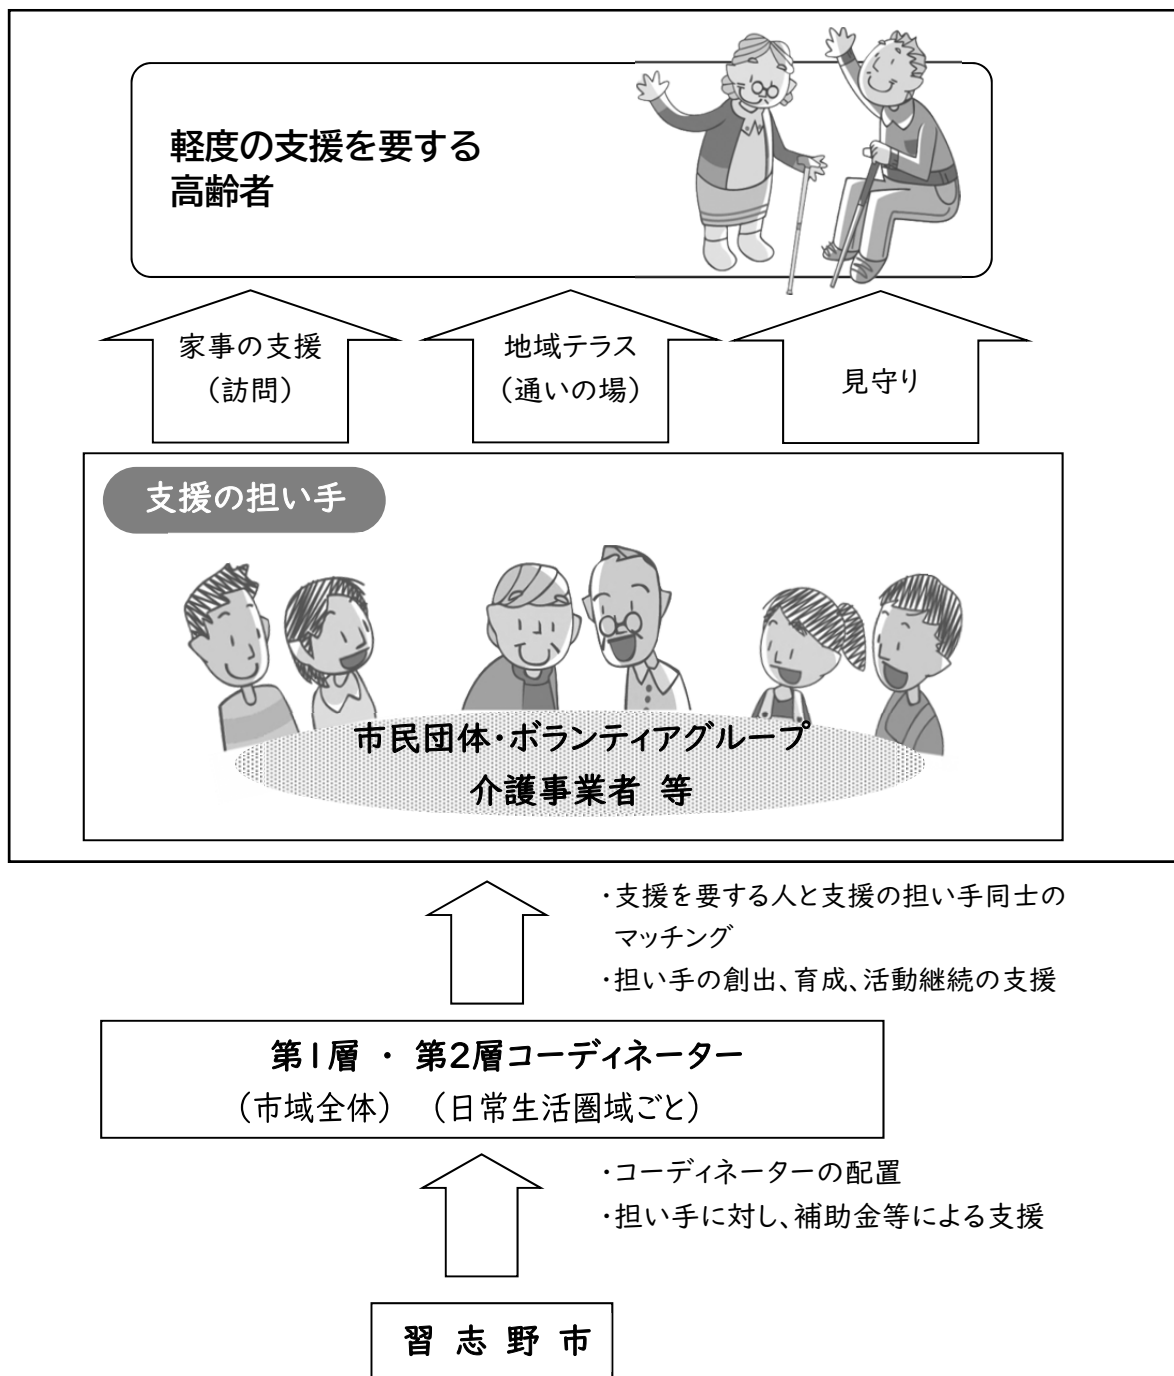 軽度の支援を要する
高齢者
家事の支援
（訪問）
地域テラス
（通いの場）
見守り
支援の担い手
市民団体・ボランティアグループ
介護事業者 等
・支援を要する人と支援の担い手同士の
マッチング
・担い手の創出、育成、活動継続の支援
第1層 ・ 第2層コーディネーター
（市域全体） （日常生活圏域ごと）
・コーディネーターの配置
・担い手に対し、補助金等による支援
習 志 野 市